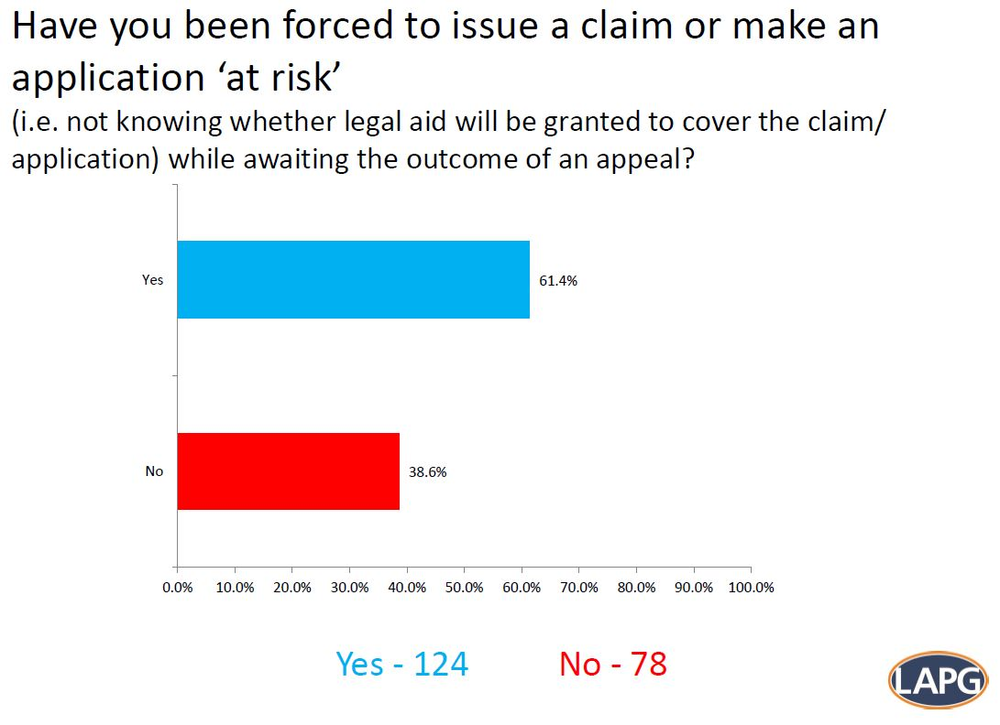 Have you been forced to issue a claim or make an
application ‘at risk’
(i.e. not knowing whether legal aid will be granted to cover the claim/
application) while awaiting the outcome of an appeal?
Yes
61.4%
No
38.6%
0.0% 10.0% 20.0% 30.0% 40.0% 50.0% 60.0% 70.0% 80.0% 90.0% 100.0%
Yes - 124 No - 78
LAPG